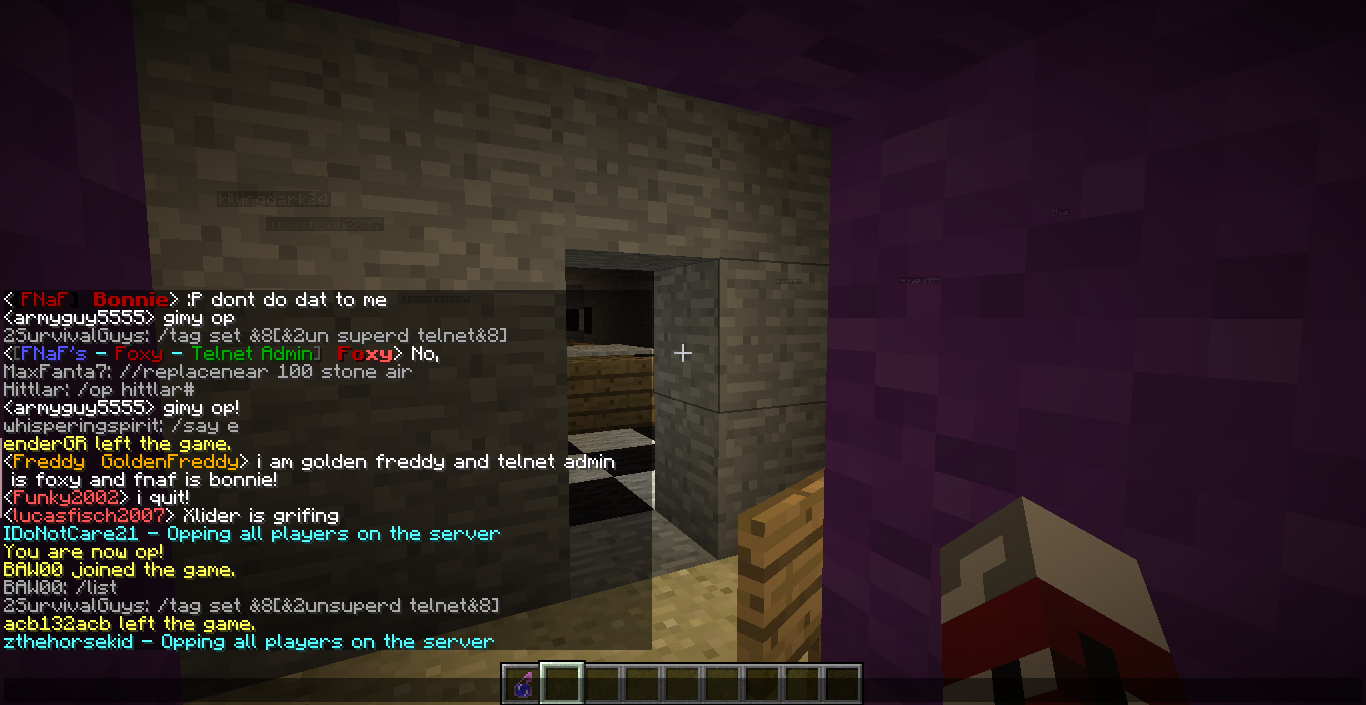 killingdark34
< FNaF]  Bonnie> :P dont do dat to me
<armyguy5555> gimy op
2SurvivalGuys: /tag set &8[&2un superd telnet&8]
<[FNaF's - Foxy - Telnet Admin]  Foxy> No,
MaxFanta7: //replacenear 100 stone air
Hittlar: /op hittlar#
<armyguy5555> gimy op!
whisperingspirit: /say e
enderGR left the game.
<Freddy  GoldenFreddy> i am golden freddy and telnet admin
is foxy and fnaf is bonnie!
<Funky2002> i quit!
<lucasfisch2007> Xlider is grifing
IDoNotCare21 - Opping all players on the server
You are now op!
BAW00 joined the game.
BAW00: /list
2SurvivalGuys: /tag set &8[&2unsuperd telnet&8]
acb132acb left the game.
zthehorsekid - Opping all players on the server